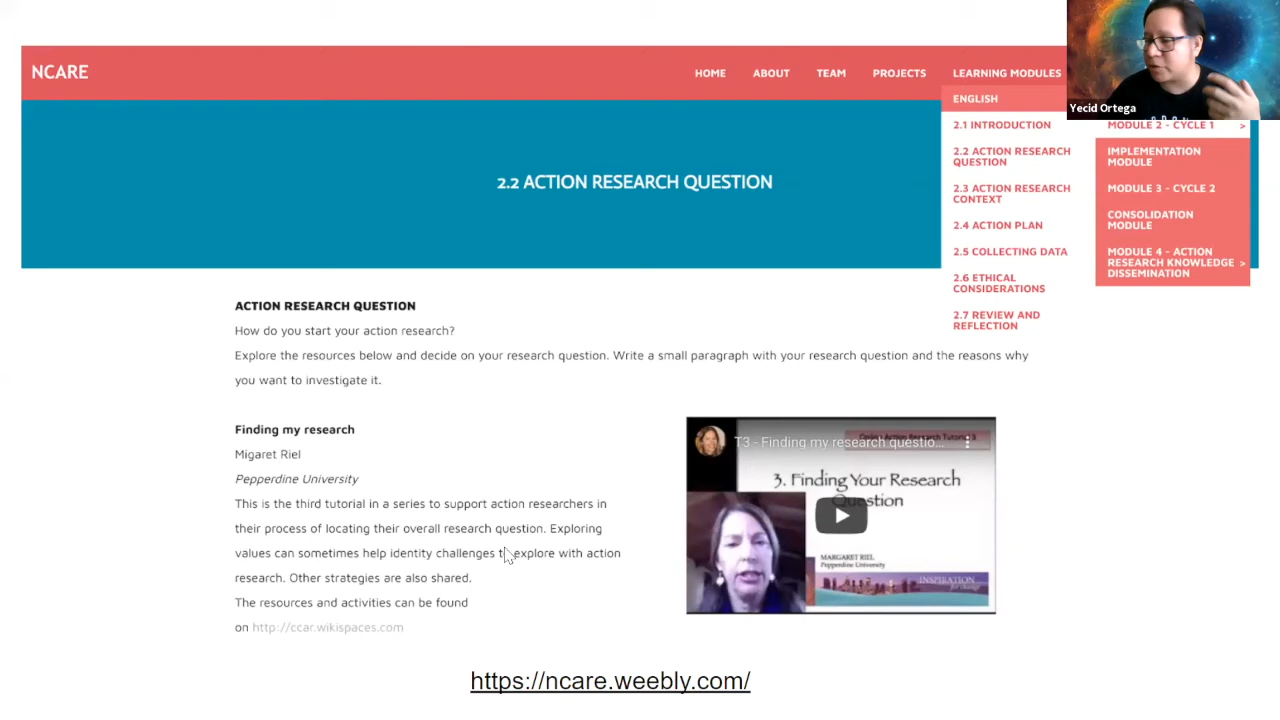 NCARE
HOME ABOUT TEAM PROJECTS LEARNING MODULES
Yecid Ortega
ENGLISH
2.1 INTRODUCTION
2.2 ACTION RESEARCH
QUESTION
2.3 ACTION RESEARCH
CONTEXT
2.4 ACTION PLAN
2.5 COLLECTING DATA
2.6 ETHICAL
CONSIDERATIONS
2.7 REVIEW AND
REFLECTION
MODULE 2 - CYCLE 1 >
IMPLEMENTATION
MODULE
MODULE 3 - CYCLE 2
CONSOLIDATION
MODULE
MODULE 4 - ACTION
RESEARCH KNOWLEDGE >
DISSEMINATION
2.2 ACTION RESEARCH QUESTION
ACTION RESEARCH QUESTION
How do you start your action research?
Explore the resources below and decide on your research question. Write a small paragraph with your research question and the reasons why
you want to investigate it.
Finding my research
Migaret Riel
Pepperdine University
This is the third tutorial in a series to support action researchers in
their process of locating their overall research question. Exploring
values can sometimes help identity challenges to explore with action
research. Other strategies are also shared.
The resources and activities can be found
on http://ccar.wikispaces.com
T3 - Finding my research questio...
3. Finding Your Research
Question
MARGARET RIEL
Pepperdine University
INSPIRATION
for change
https://ncare.weebly.com/